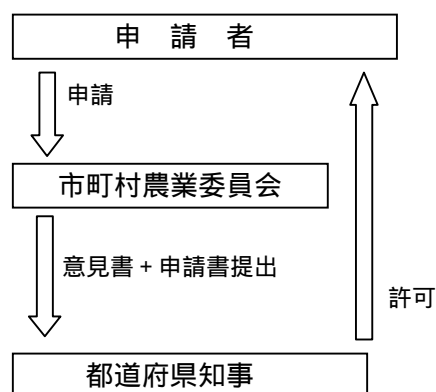 申　請　者
申請
市町村農業委員会
意見書 + 申請書提出
許可
都道府県知事